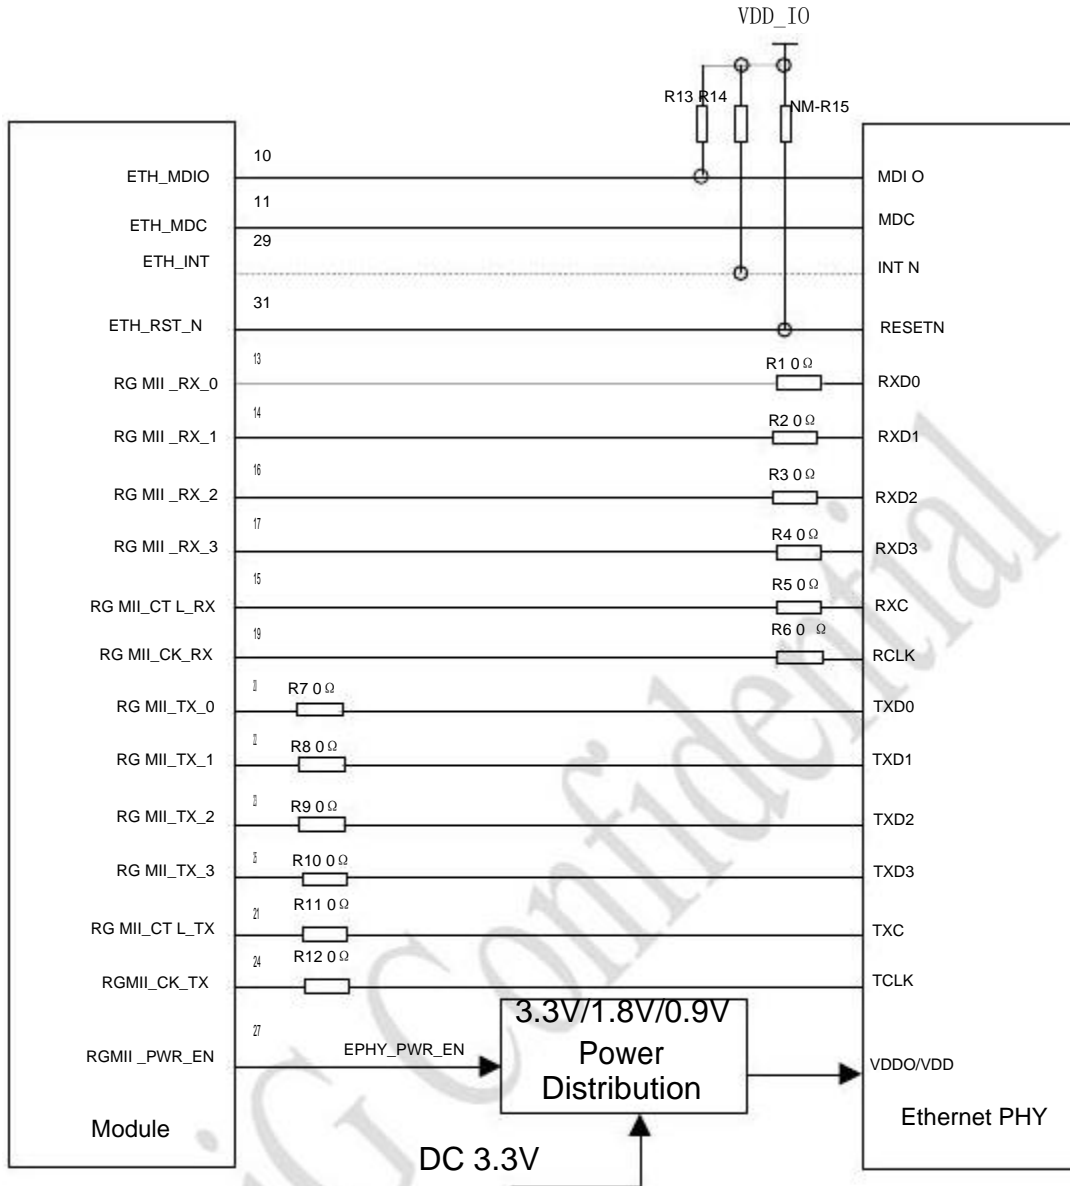 VDD_IO
R13 R14
NM-R15
10
ETH_MDIO
MDI O
11
ETH_MDC
MDC
29
ETH_INT
INT N
31
ETH_RST_N
RESETN
13
R1 0Ω
RG MII _RX_0
RXD0
14
R2 0Ω
RG MII _RX_1
RXD1
16
R3 0Ω
RG MII _RX_2
RXD2
17
R4 0Ω
RG MII _RX_3
RXD3
15
R5 0Ω
RG MII_CT L_RX
RXC
19
R6 0 Ω
RG MII_CK_RX
RCLK
R7 0Ω
RG MII_TX_0
TXD0
R8 0Ω
RG MII_TX_1
TXD1
R9 0Ω
RG MII_TX_2
TXD2
R10 0Ω
RG MII_TX_3
TXD3
21
R11 0Ω
RG MII_CT L_TX
TXC
24
R12 0Ω
RGMII_CK_TX
TCLK
27
RGMII _PWR_EN
EPHY_PWR_EN
3.3V/1.8V/0.9V
Power
Distribution
VDDO/VDD
Module
Ethernet PHY
DC 3.3V
Confidential